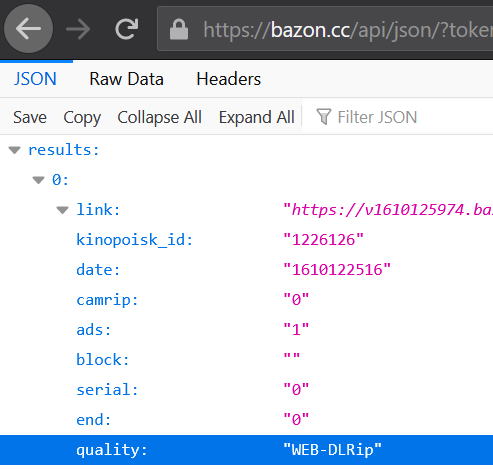 https://bazon.cc/api/json/?toke
JSON Raw Data Headers
Save Copy Collapse All Expand All Filter JSON
results:
0:
link: "https://v1610125974.ba
kinopoisk_id: "1226126"
date: "1610122516"
camrip: "0"
ads: "1"
block: ""
serial: "0"
end: "0"
quality: "WEB-DLRip"